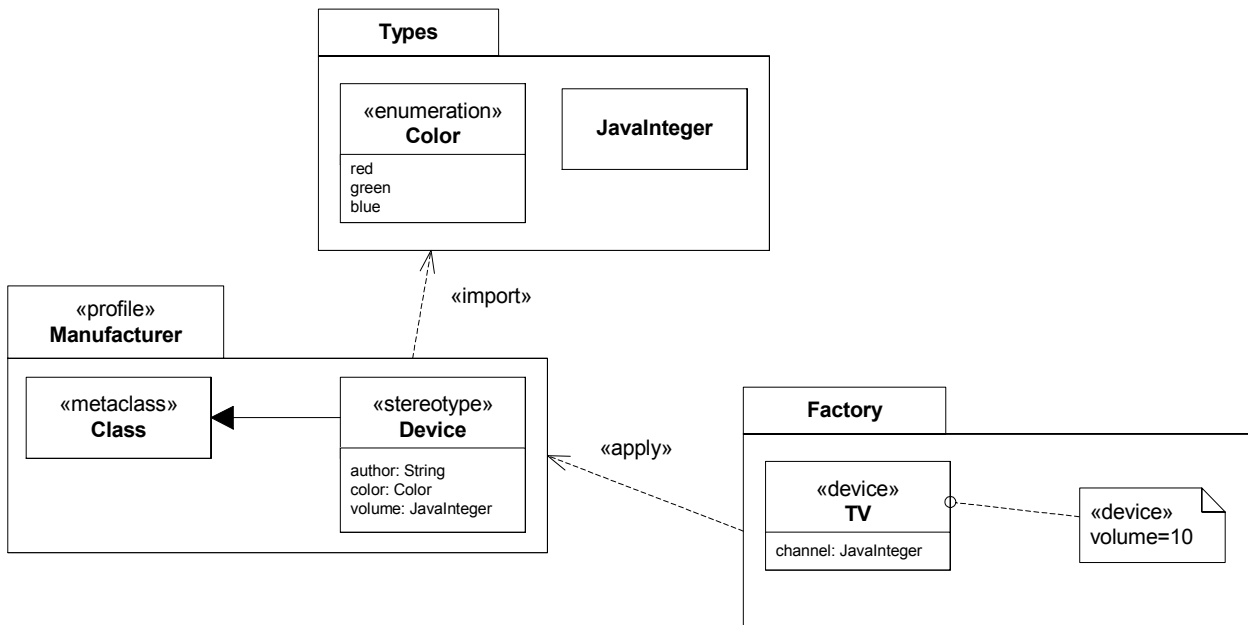 Types
«enumeration»
Color
red
green
blue
JavaInteger
«import»
«profile»
Manufacturer
«metaclass»
Class
«stereotype»
Device
author: String
color: Color
volume: JavaInteger
«apply»
Factory
«device»
TV
channel: JavaInteger
«device»
volume=10